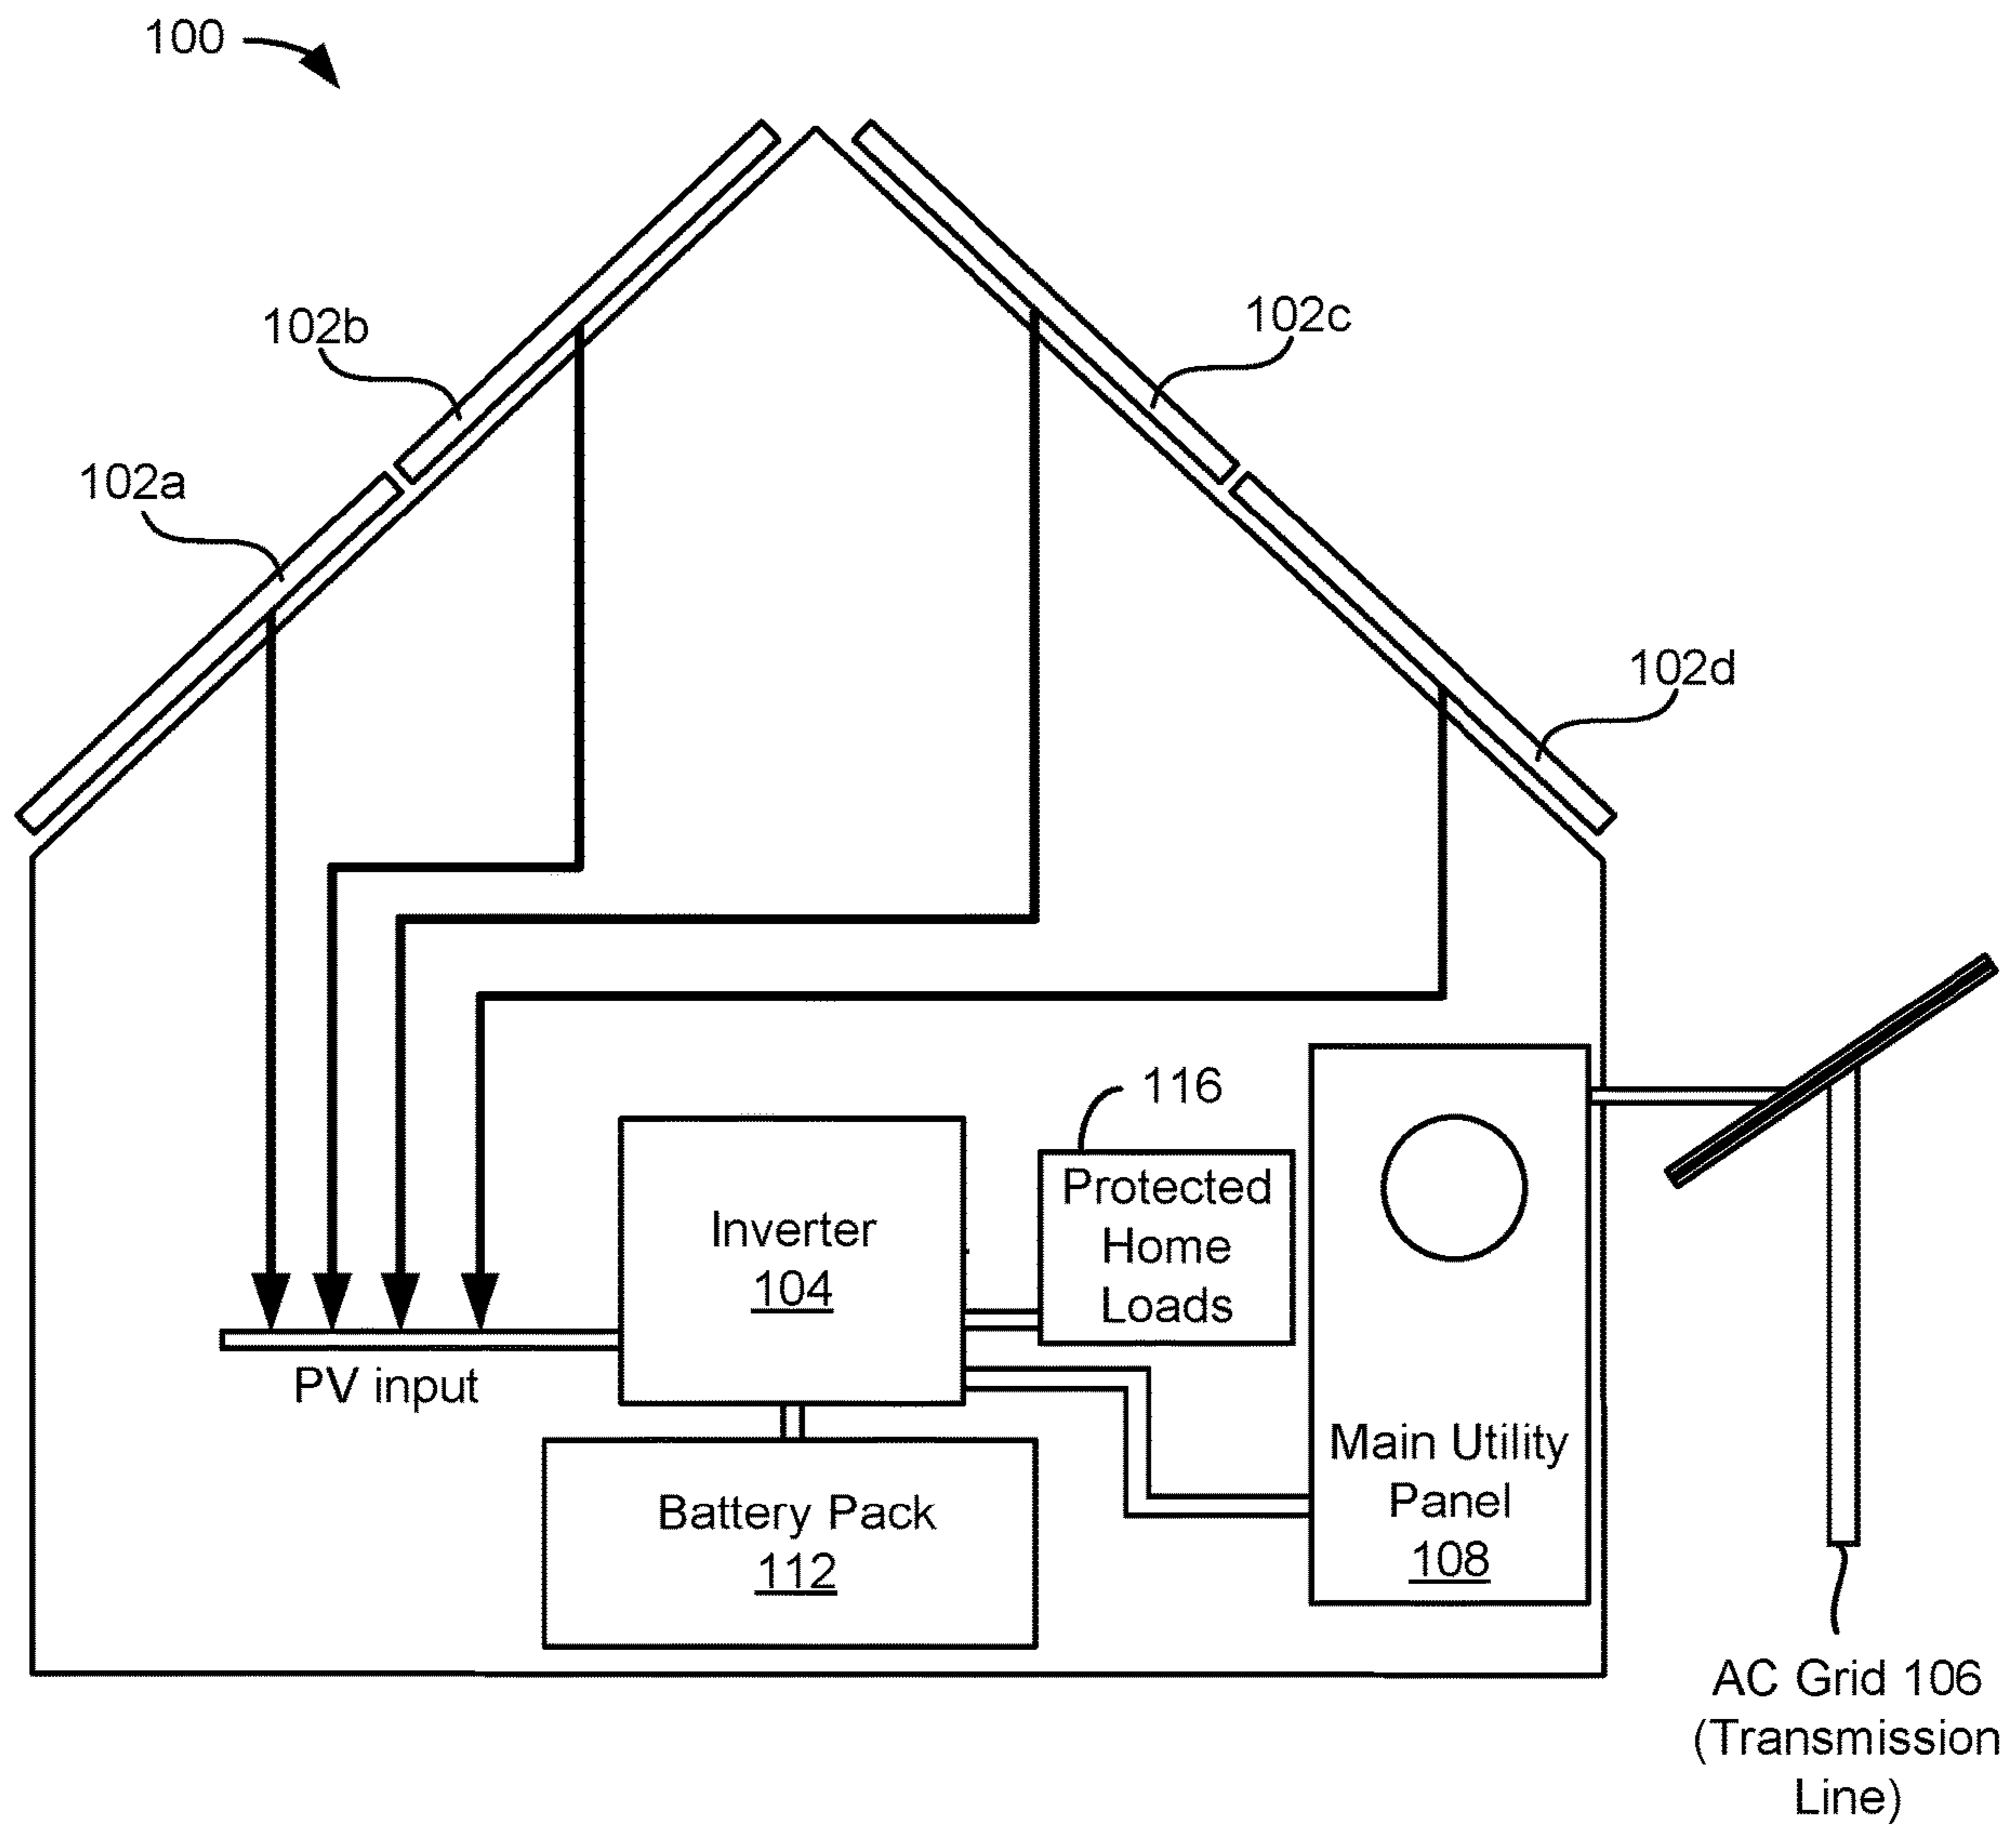 100
102b
102c
102a
102d
116
Protected
Home
Loads
Inverter
104
PV input
Main Utility
Panel
108
Battery Pack
112
AC Grid 106
(Transmission
Line)